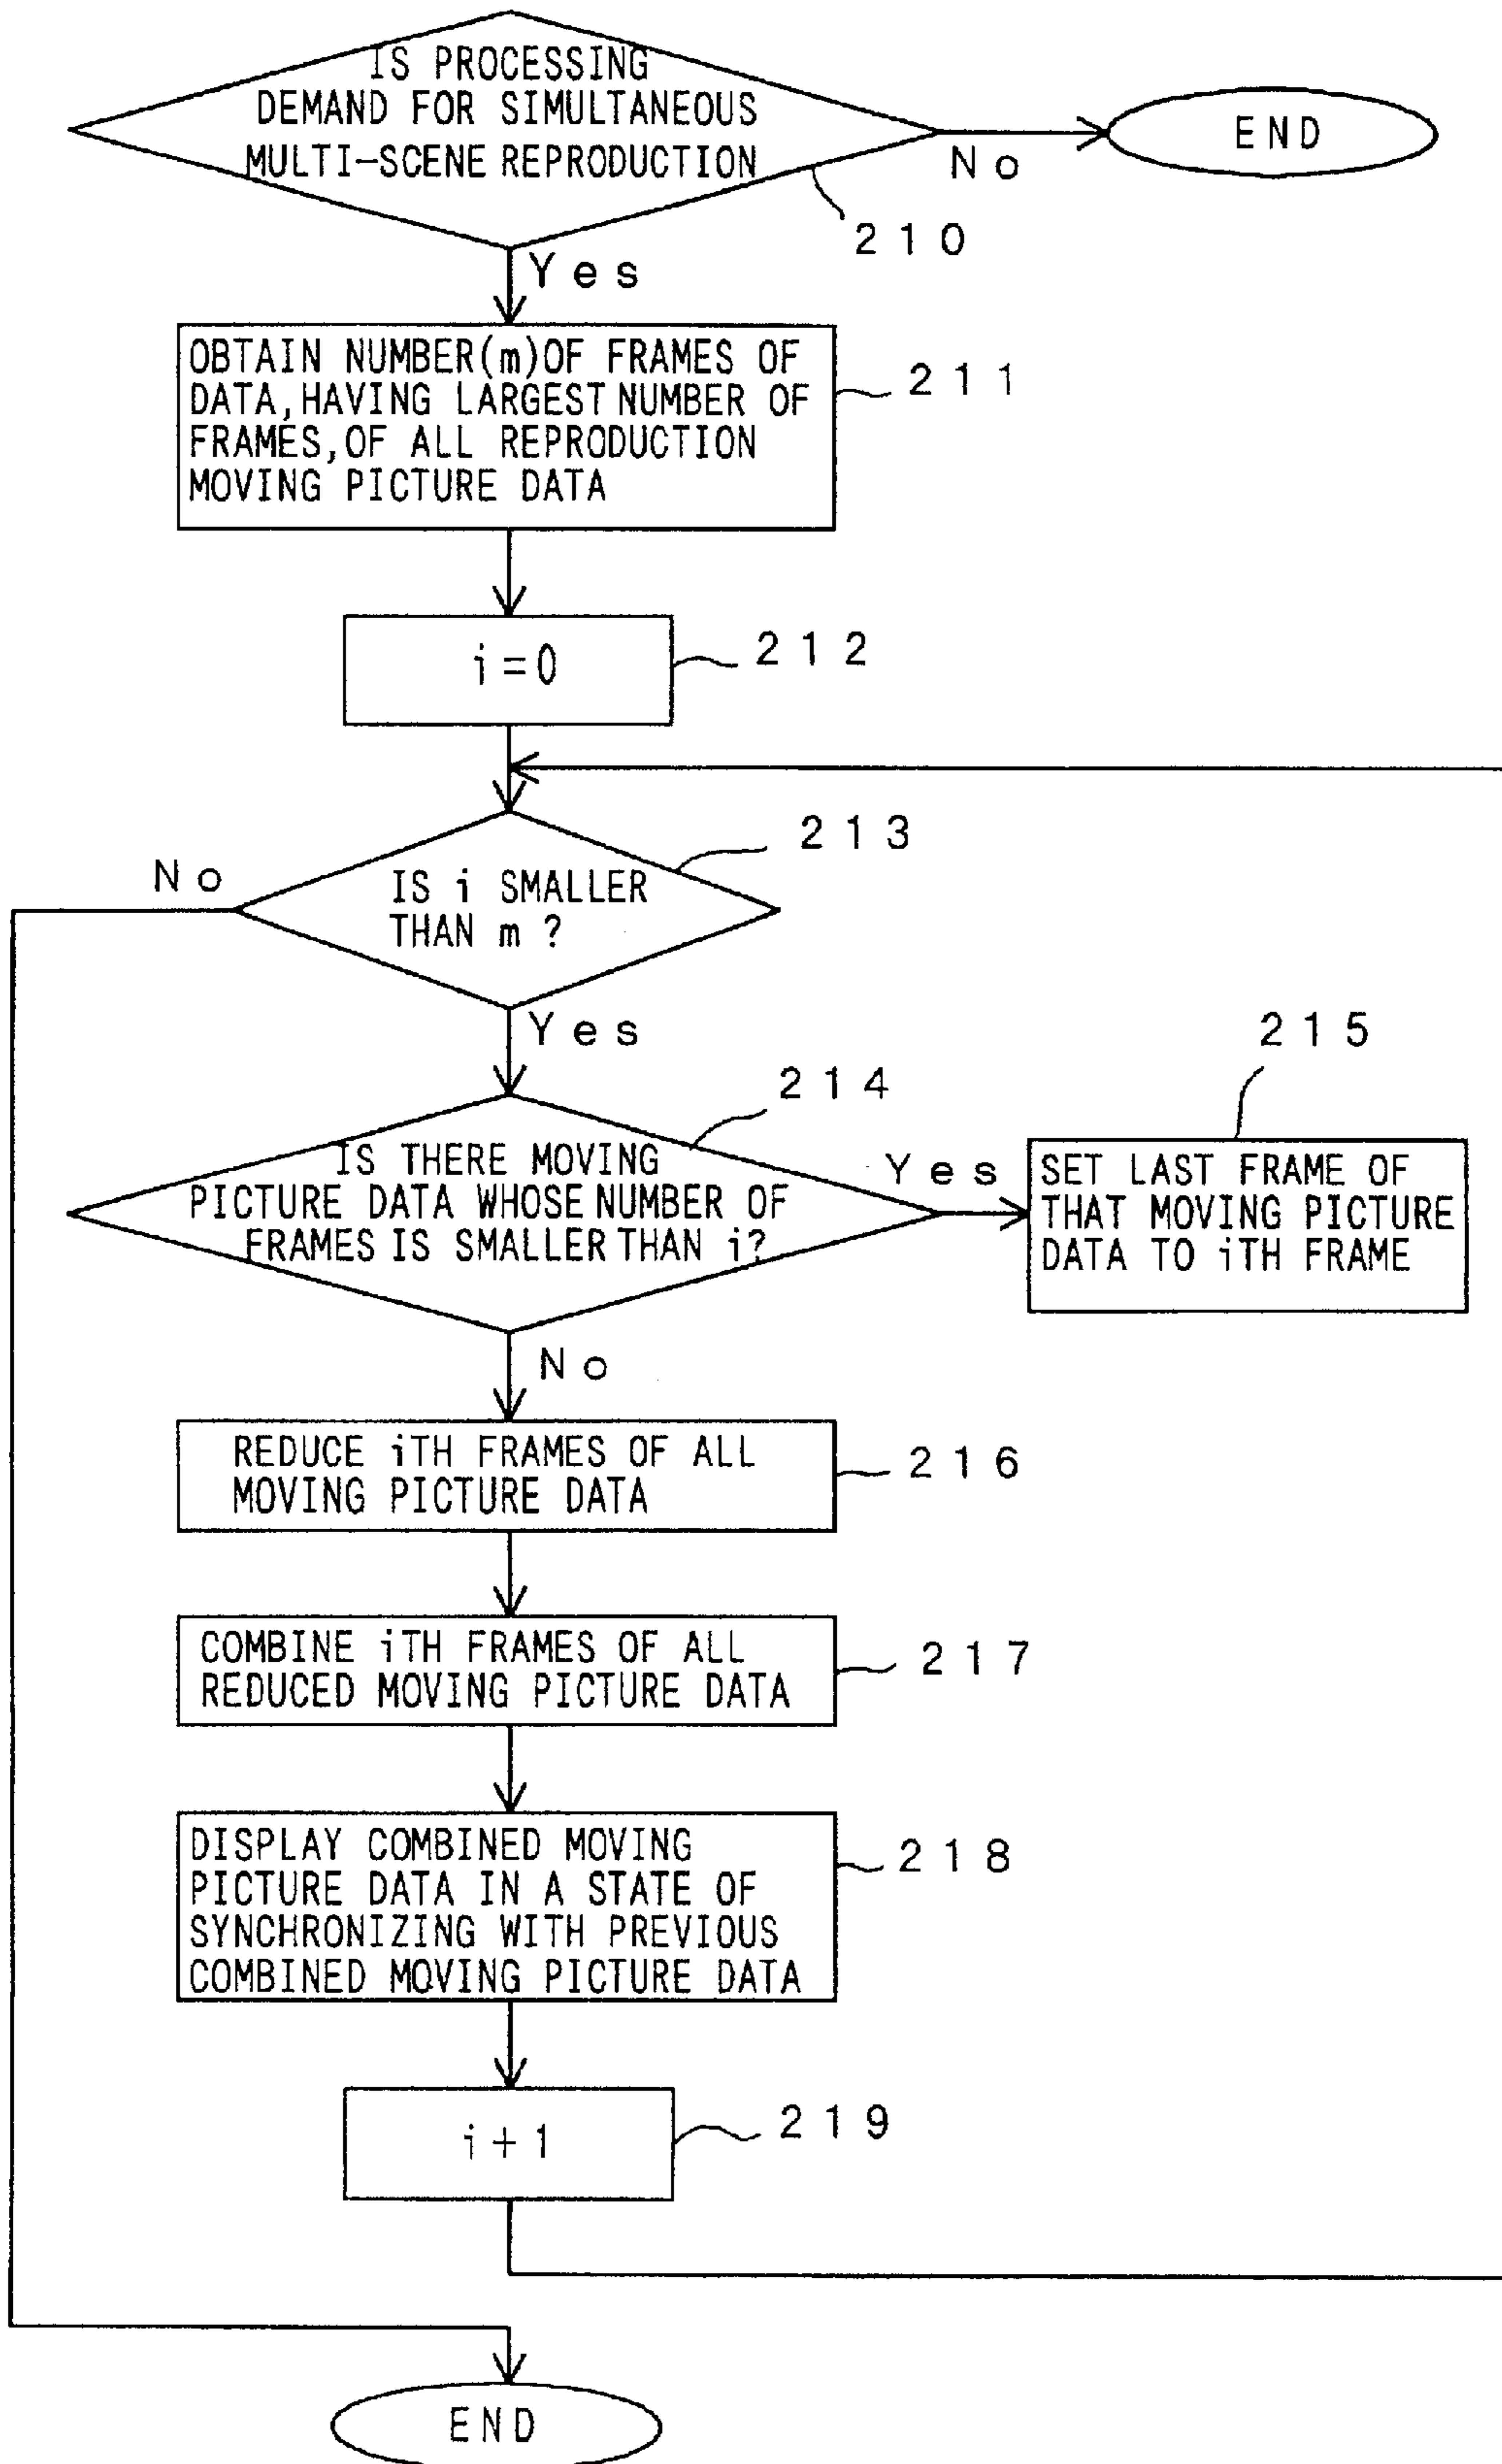 IS PROCESSING
DEMAND FOR SIMULTANEOUS
MULTI-SCENE REPRODUCTION
No
END
210
Yes
OBTAIN NUMBER(m)OF FRAMES OF
DATA,HAVING LARGEST NUMBER OF
FRAMES,OF ALL REPRODUCTION
MOVING PICTURE DATA
211
i=0
212
213
No
IS i SMALLER
THAN m ?
Yes
214
215
IS THERE MOVING
PICTURE DATA WHOSE NUMBER OF
FRAMES IS SMALLER THAN i?
Yes
SET LAST FRAME OF
THAT MOVING PICTURE
DATA TO iTH FRAME
No
REDUCE iTH FRAMES OF ALL
MOVING PICTURE DATA
216
COMBINE iTH FRAMES OF ALL
REDUCED MOVING PICTURE DATA
217
DISPLAY COMBINED MOVING
PICTURE DATA IN A STATE OF
SYNCHRONIZING WITH PREVIOUS
COMBINED MOVING PICTURE DATA
218
i+1
219
END